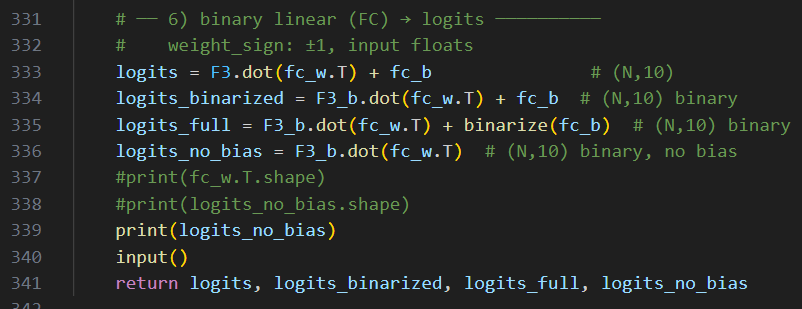 331 # —— 6) binary linear (FC) → logits ——————————
332 #    weight_sign: ±1, input floats
333 logits = F3.dot(fc_w.T) + fc_b                # (N,10)
334 logits_binarized = F3_b.dot(fc_w.T) + fc_b  # (N,10) binary
335 logits_full = F3_b.dot(fc_w.T) + binarize(fc_b)  # (N,10) binary
336 logits_no_bias = F3_b.dot(fc_w.T)  # (N,10) binary, no bias
337 #print(fc_w.T.shape)
338 #print(logits_no_bias.shape)
339 print(logits_no_bias)
340 input()
341 return logits, logits_binarized, logits_full, logits_no_bias